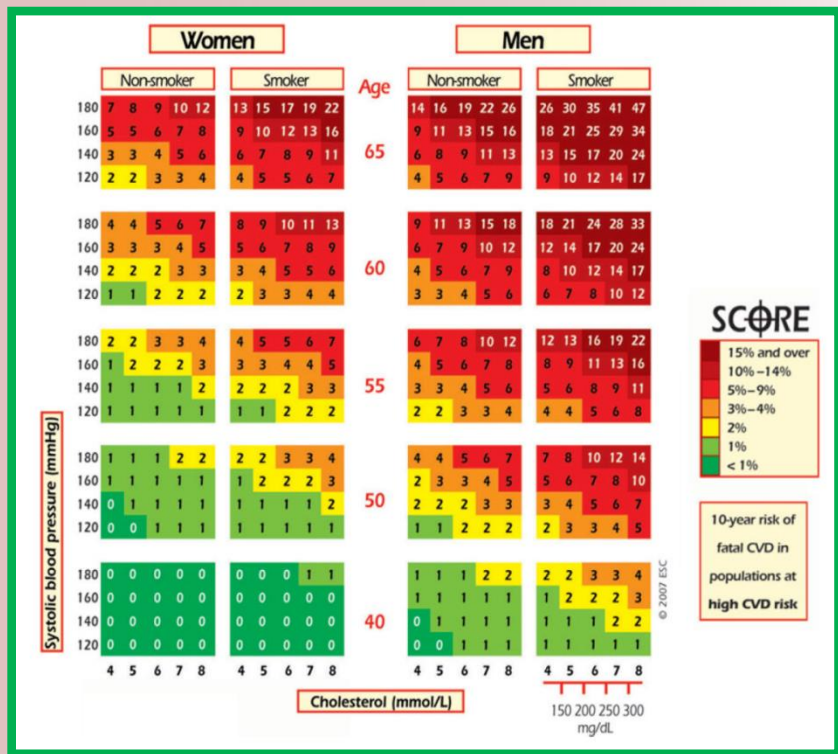 Women Men
Non-smoker Smoker Age Non-smoker Smoker
180 7 8 9 10 12 13 15 17 19 22 14 16 19 22 26 26 30 35 41 47
160 5 5 6 7 8 9 10 12 13 16 9 11 13 15 16 18 21 25 29 34
140 3 3 4 5 6 6 7 8 9 11 65 6 8 9 11 13 13 15 17 20 24
120 2 2 3 3 4 4 5 5 6 7 4 5 6 7 9 9 10 12 14 17
180 4 4 5 6 7 8 9 10 11 13 9 11 13 15 18 18 21 24 28 33
160 3 3 3 4 5 5 6 7 8 9 6 7 9 10 12 12 14 17 20 24
140 2 2 2 3 3 3 4 5 5 6 60 4 5 6 7 9 8 10 12 14 17
120 1 1 2 2 2 2 3 3 4 4 3 3 4 5 6 6 7 8 10 12
180 2 2 3 3 4 4 5 5 6 7 6 7 8 10 12 12 13 16 19 22
160 1 2 2 2 3 3 3 4 4 5 4 5 6 7 8 8 9 11 13 16
140 1 1 1 1 2 2 2 2 3 3 55 3 3 4 5 6 5 6 8 9 11
120 1 1 1 1 1 1 1 2 2 2 2 2 3 3 4 4 4 5 6 8
180 1 1 1 2 2 2 2 3 3 4 4 4 5 6 7 7 8 10 12 14
160 1 1 1 1 1 1 2 2 2 3 2 3 3 4 5 5 6 7 8 10
140 0 1 1 1 1 1 1 1 1 2 50 2 2 2 3 3 3 4 5 6 7
120 0 0 1 1 1 1 1 1 1 1 1 1 2 2 2 2 3 3 4 5
180 0 0 0 0 0 0 0 0 1 1 1 1 1 2 2 2 2 3 3 4
160 0 0 0 0 0 0 0 0 0 0 1 1 1 1 1 1 2 2 2 3
140 0 0 0 0 0 0 0 0 0 0 40 0 1 1 1 1 1 1 1 2 2
120 0 0 0 0 0 0 0 0 0 0 0 0 1 1 1 1 1 1 1 1
4 5 6 7 8 4 5 6 7 8 4 5 6 7 8
Cholesterol (mmol/L)
150 200 250 300
mg/dL
Systolic blood pressure (mmHg)
© 2007 ESC
SCORE
15% and over
10%–14%
5%–9%
3%–4%
2%
1%
< 1%
10-year risk of
fatal CVD in
populations at
high CVD risk